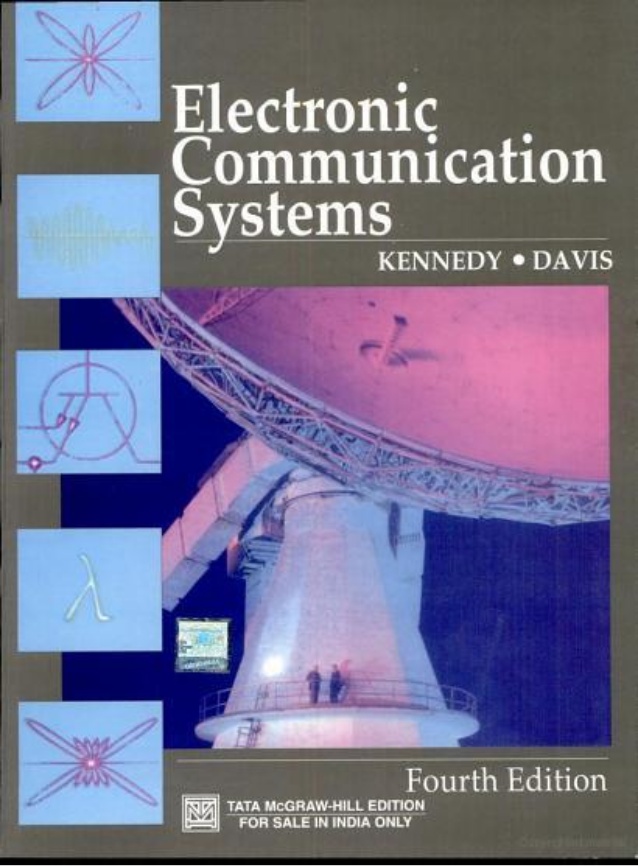 Electronic
Communication
Systems
KENNEDY • DAVIS
λ
Fourth Edition
TATA McGRAW-HILL EDITION
FOR SALE IN INDIA ONLY